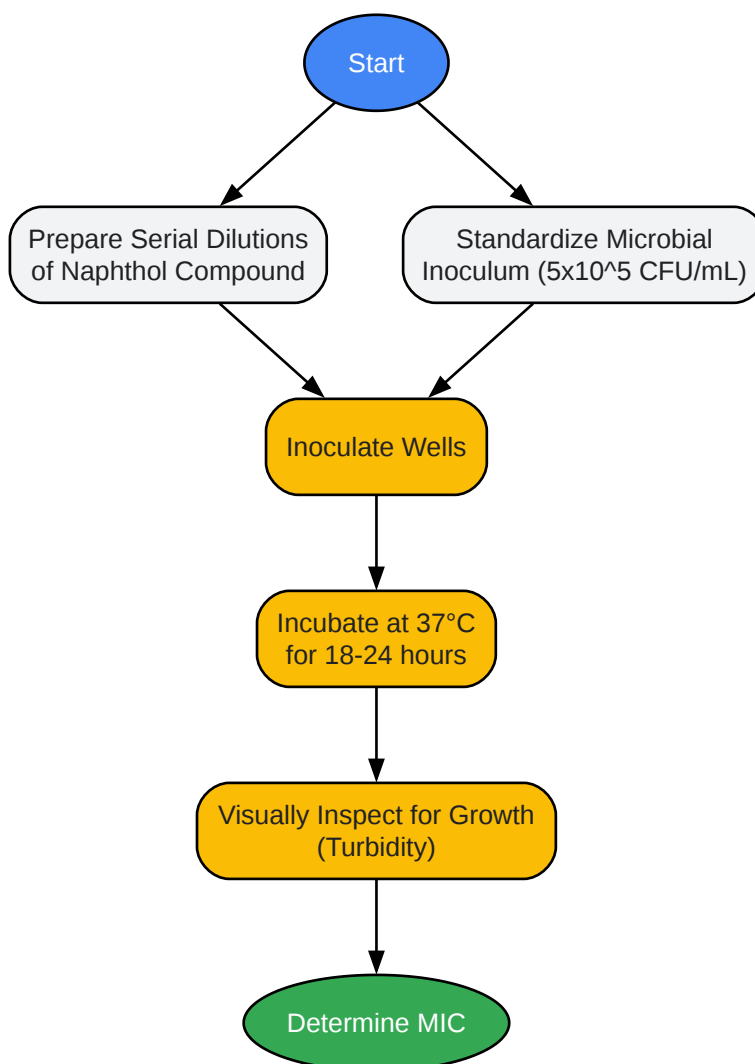 Start
Prepare Serial Dilutions
of Naphthol Compound
Standardize Microbial
Inoculum (5x10^5 CFU/mL)
Inoculate Wells
Incubate at 37°C
for 18-24 hours
Visually Inspect for Growth
(Turbidity)
Determine MIC